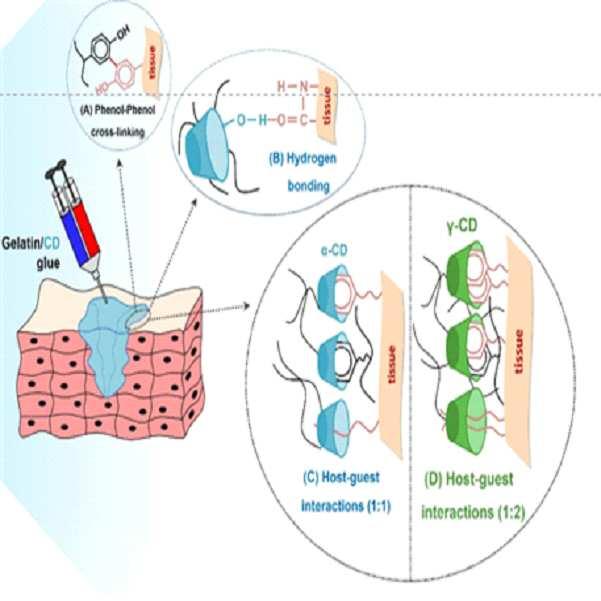 OH
HO
tissue
(A) Phenol-Phenol
cross-linking
H–N
O–H–O=C–
tissue
(B) Hydrogen
bonding
Gelatin/CD
glue
α-CD
tissue
(C) Host-guest
interactions (1:1)
γ-CD
tissue
(D) Host-guest
interactions (1:2)